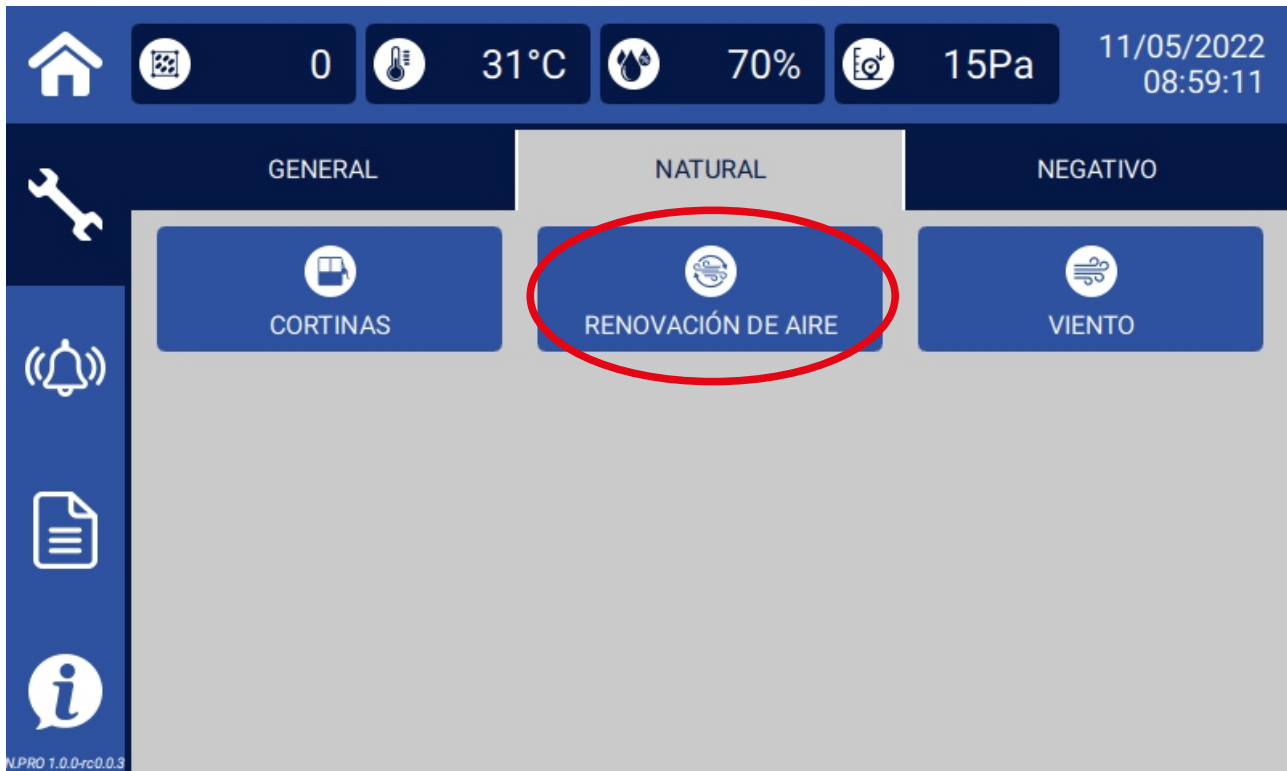 0
31°C
70%
15Pa
11/05/2022
08:59:11
GENERAL
NATURAL
NEGATIVO
CORTINAS
RENOVACIÓN DE AIRE
VIENTO
N.PRO 1.0.0-rc0.0.3